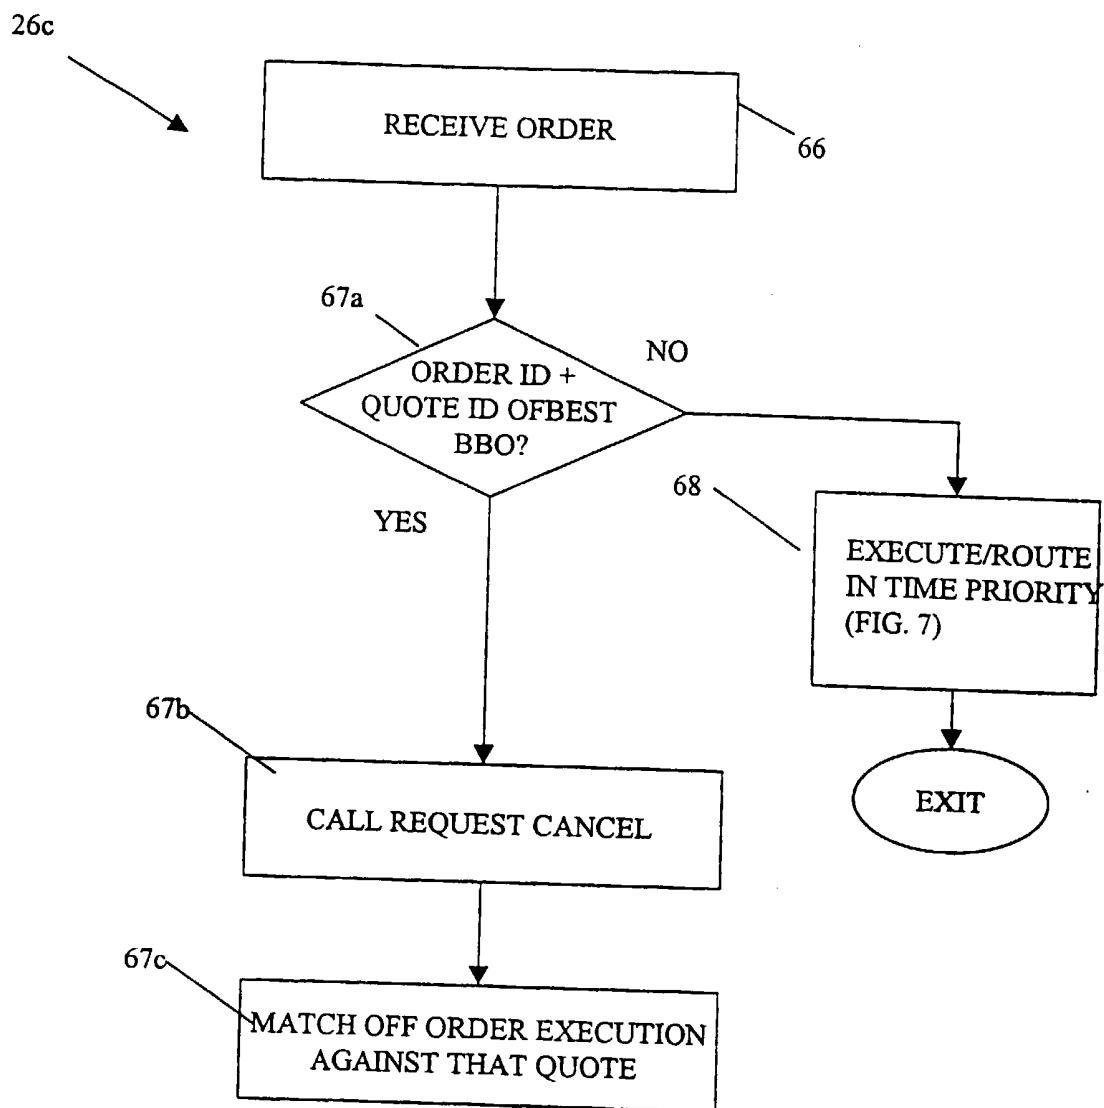 26c
RECEIVE ORDER
66
67a
ORDER ID +
QUOTE ID OFBEST
BBO?
NO
YES
68
EXECUTE/ROUTE
IN TIME PRIORITY
(FIG. 7)
EXIT
67b
CALL REQUEST CANCEL
67c
MATCH OFF ORDER EXECUTION
AGAINST THAT QUOTE